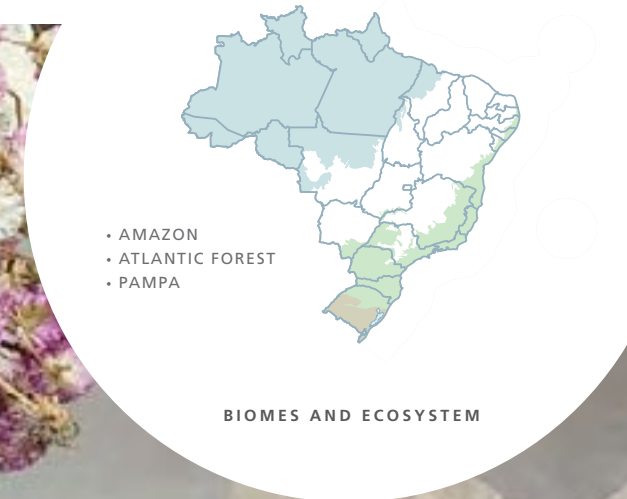 • AMAZON
• ATLANTIC FOREST
• PAMPA
BIOMES AND ECOSYSTEM